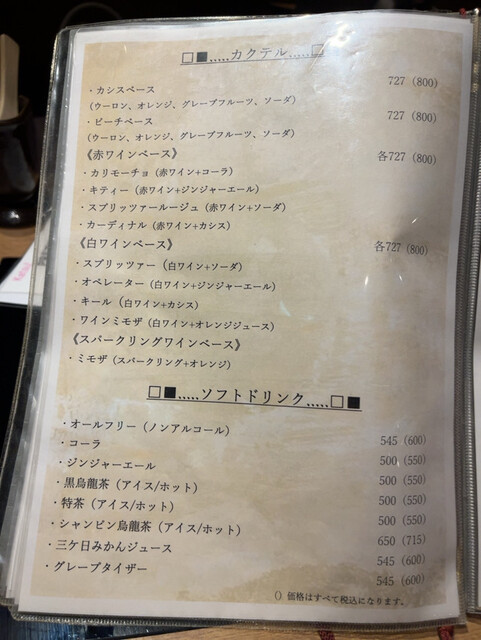 □■.....カクテル.....□
・カシスベース 727（800）
（ウーロン、オレンジ、グレープフルーツ、ソーダ）
・ピーチベース 727（800）
（ウーロン、オレンジ、グレープフルーツ、ソーダ）
《赤ワインベース》 各727（800）
・カリモーチョ（赤ワイン+コーラ）
・キティー（赤ワイン+ジンジャーエール）
・スプリッツァールージュ（赤ワイン+ソーダ）
・カーディナル（赤ワイン+カシス）
《白ワインベース》 各727（800）
・スプリッツァー（白ワイン+ソーダ）
・オペレーター（白ワイン+ジンジャーエール）
・キール（白ワイン+カシス）
・ワインミモザ（白ワイン+オレンジジュース）
《スパークリングワインベース》
・ミモザ（スパークリング+オレンジ）
□■.....ソフトドリンク.....□■
・オールフリー（ノンアルコール） 545（600）
・コーラ 500（550）
・ジンジャーエール 500（550）
・黒烏龍茶（アイス/ホット） 500（550）
・特茶（アイス/ホット） 500（550）
・シャンピン烏龍茶（アイス/ホット） 650（715）
・三ケ日みかんジュース 545（600）
・グレープタイザー 545（600）
（）価格はすべて税込になります。